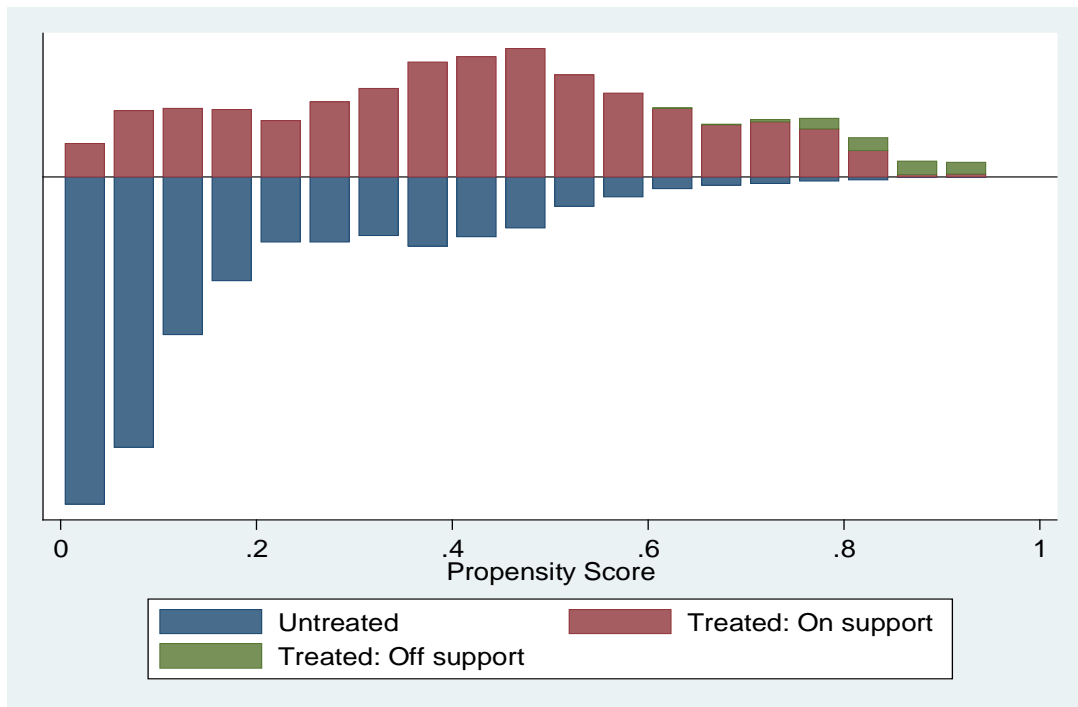 0 .2 .4 .6 .8 1
Propensity Score
Untreated Treated: On support
Treated: Off support